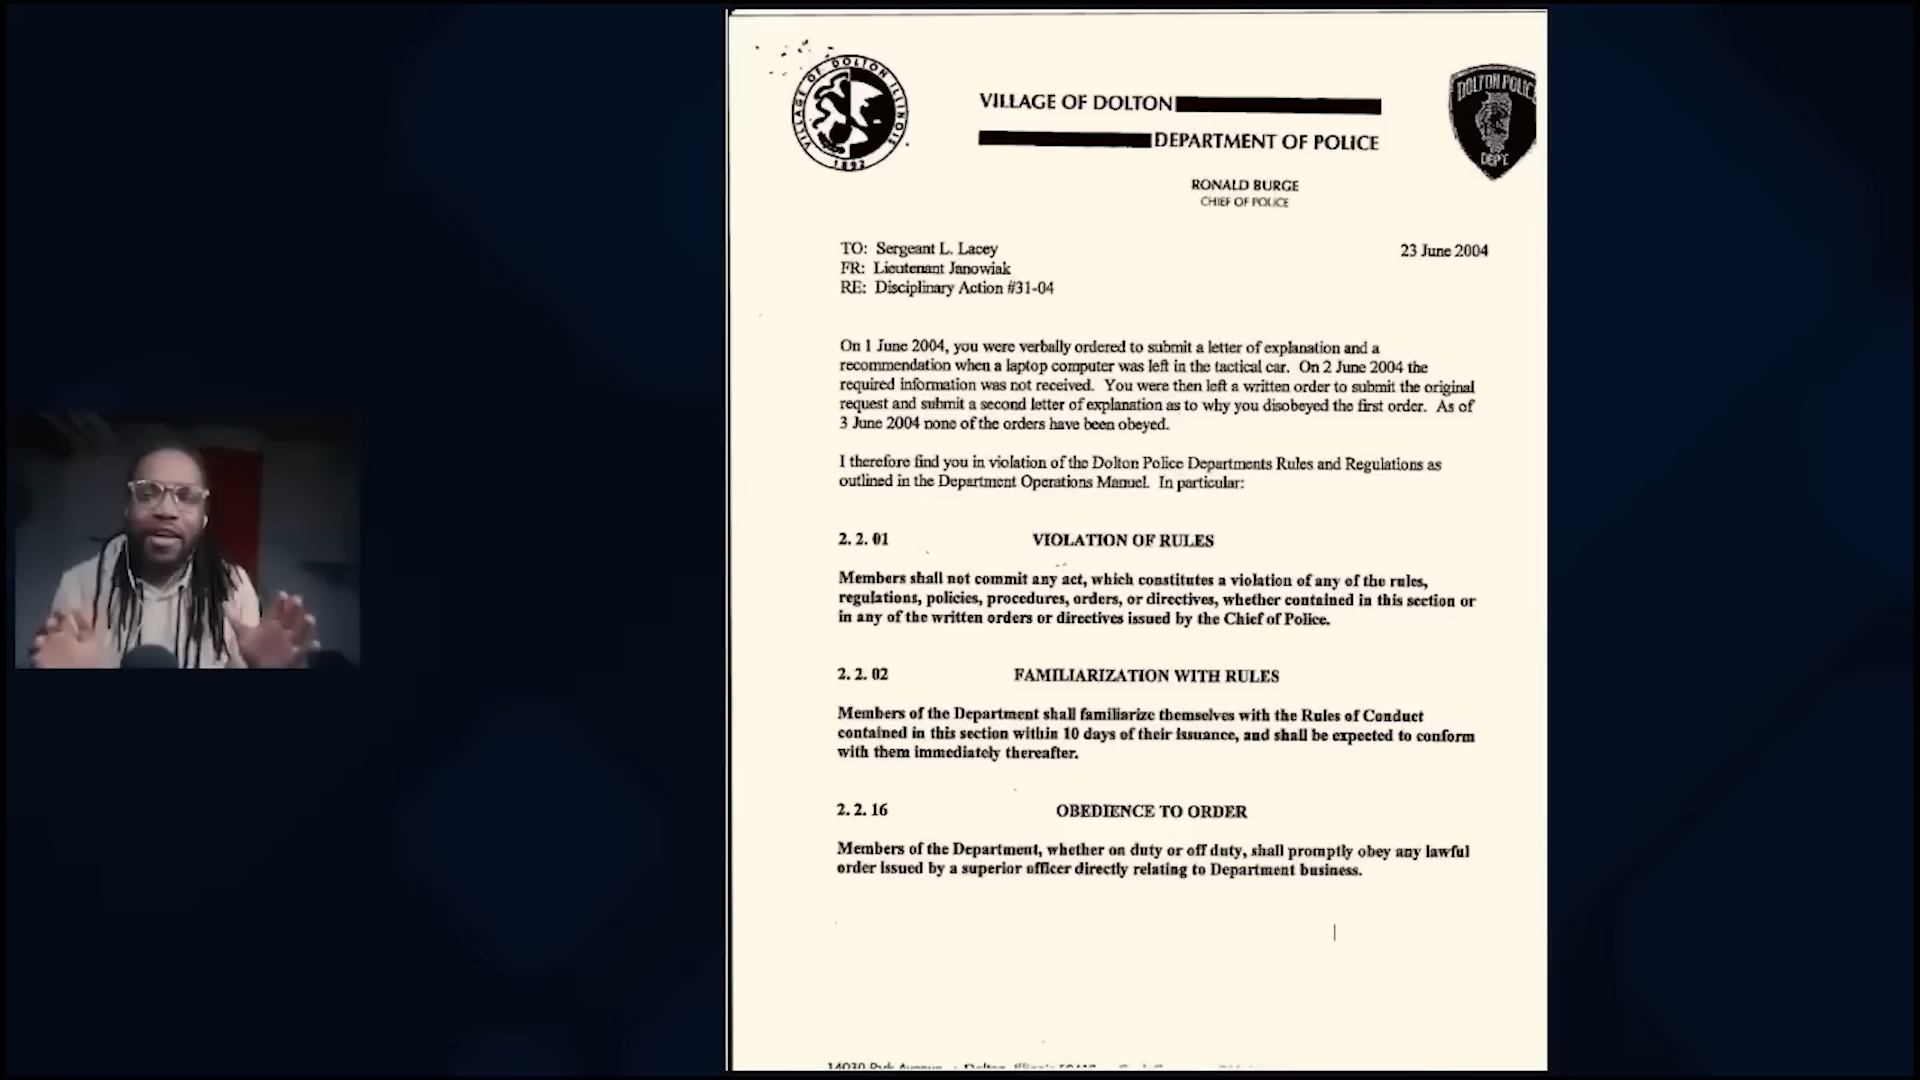 VILLAGE OF DOLTON ILLINOIS
1892
VILLAGE OF DOLTON
DEPARTMENT OF POLICE
DOLTON POLICE
DEPT.
RONALD BURGE
CHIEF OF POLICE
TO: Sergeant L. Lacey
23 June 2004
FR: Lieutenant Janowiak
RE: Disciplinary Action #31-04
On 1 June 2004, you were verbally ordered to submit a letter of explanation and a
recommendation when a laptop computer was left in the tactical car. On 2 June 2004 the
required information was not received. You were then left a written order to submit the original
request and submit a second letter of explanation as to why you disobeyed the first order. As of
3 June 2004 none of the orders have been obeyed.
I therefore find you in violation of the Dolton Police Departments Rules and Regulations as
outlined in the Department Operations Manuel. In particular:
2. 2. 01 VIOLATION OF RULES
Members shall not commit any act, which constitutes a violation of any of the rules,
regulations, policies, procedures, orders, or directives, whether contained in this section or
in any of the written orders or directives issued by the Chief of Police.
2. 2. 02 FAMILIARIZATION WITH RULES
Members of the Department shall familiarize themselves with the Rules of Conduct
contained in this section within 10 days of their issuance, and shall be expected to conform
with them immediately thereafter.
2. 2. 16 OBEDIENCE TO ORDER
Members of the Department, whether on duty or off duty, shall promptly obey any lawful
order issued by a superior officer directly relating to Department business.